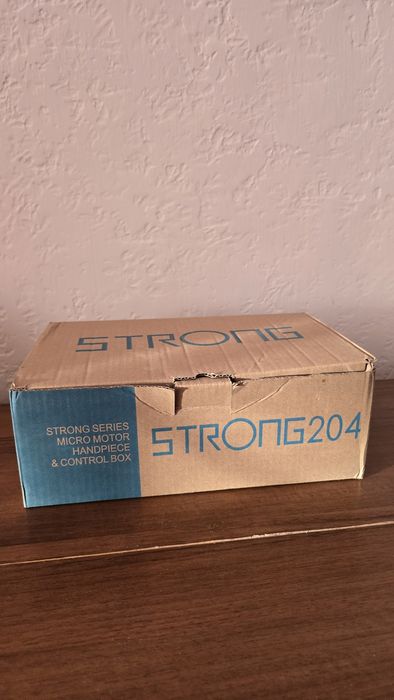 STRONG
STRONG SERIES
MICRO MOTOR
HANDPIECE
& CONTROL BOX
STRONG204